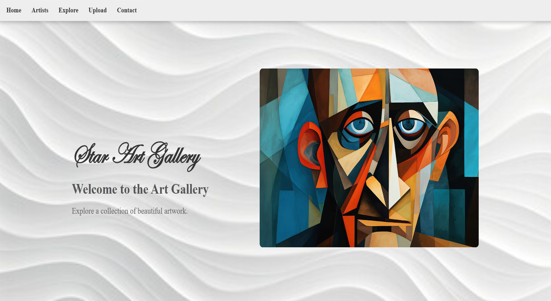 Home Artists Explore Upload Contact
Star Art Gallery
Welcome to the Art Gallery
Explore a collection of beautiful artwork.